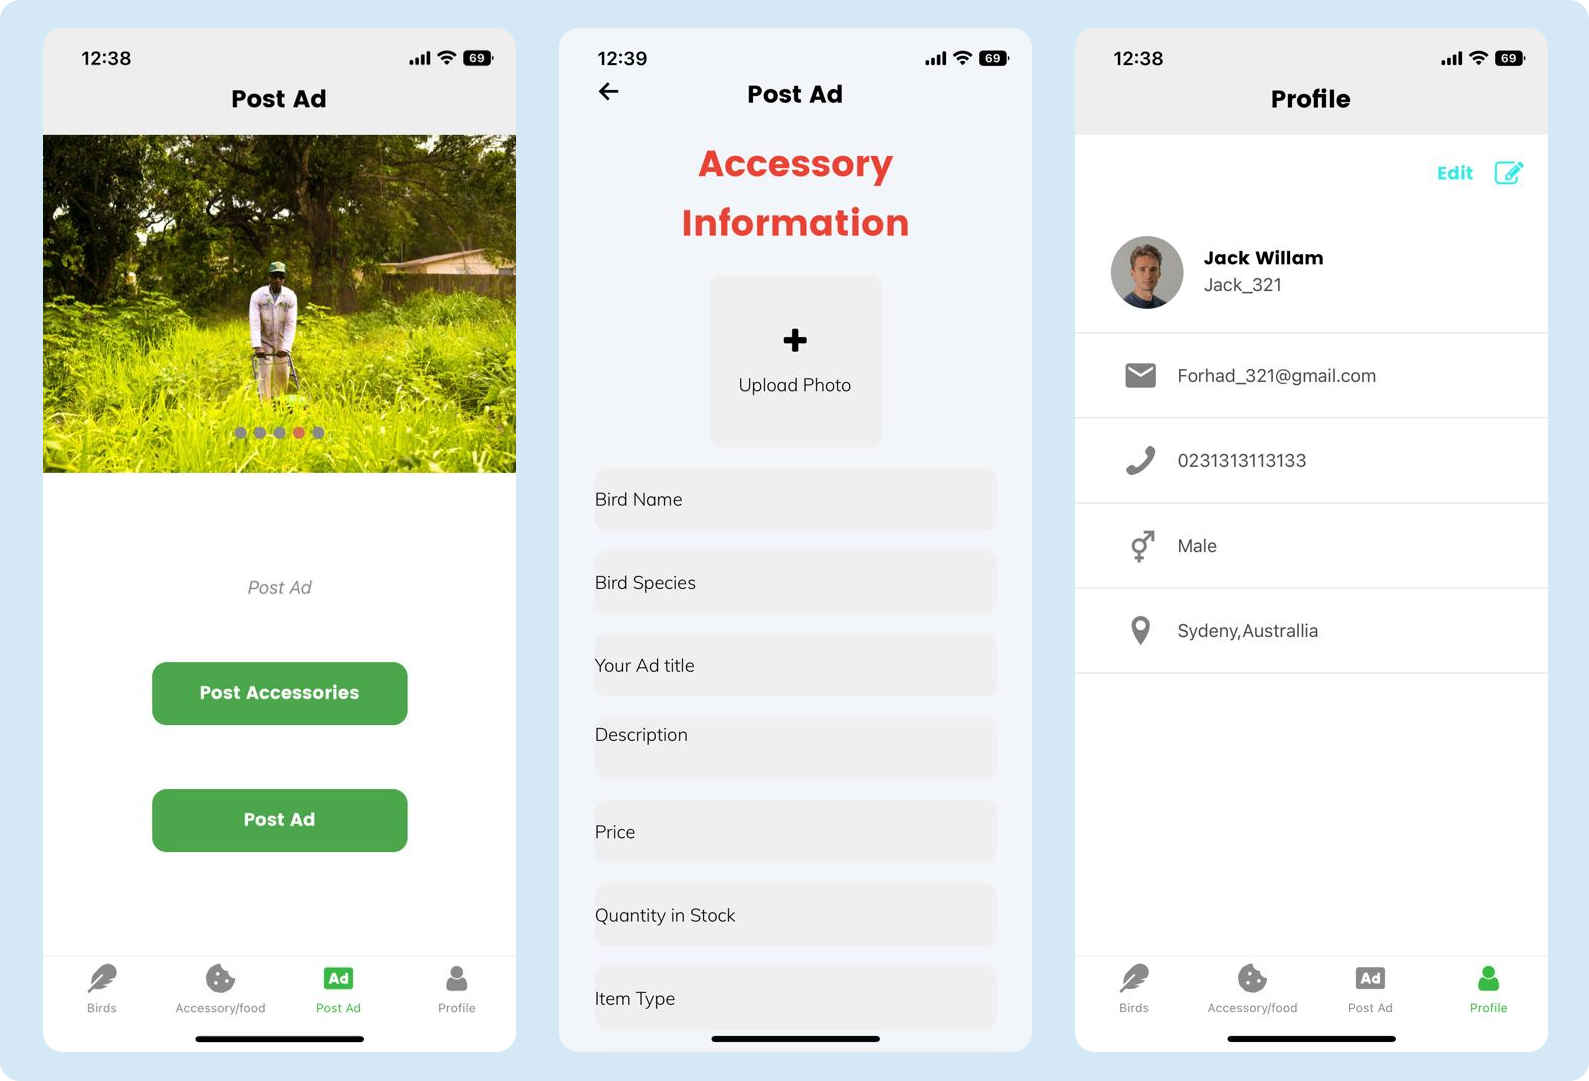 12:38
69
Post Ad
Post Ad
Post Accessories
Post Ad
Birds
Accessory/food
Ad
Post Ad
Profile
12:39
69
Post Ad
Accessory
Information
Upload Photo
Bird Name
Bird Species
Your Ad title
Description
Price
Quantity in Stock
Item Type
12:38
69
Profile
Edit
Jack Willam
Jack_321
Forhad_321@gmail.com
0231313113133
Male
Sydeny,Australlia
Birds
Accessory/food
Ad
Post Ad
Profile